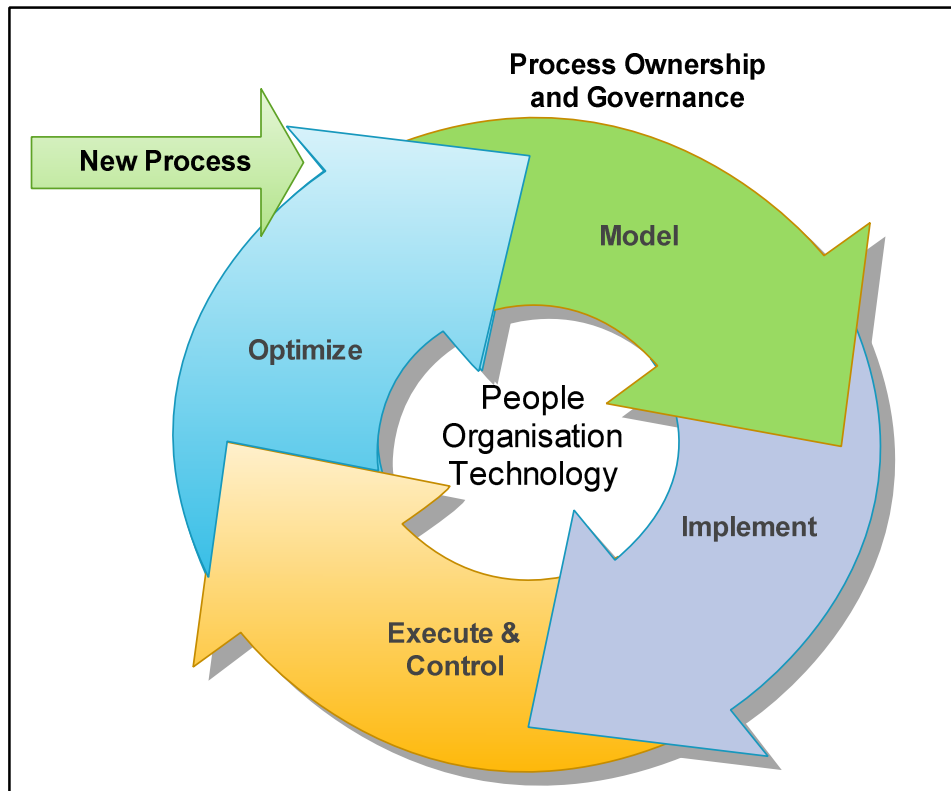 Process Ownership
and Governance
New Process
Model
Optimize
People
Organisation
Technology
Implement
Execute &
Control